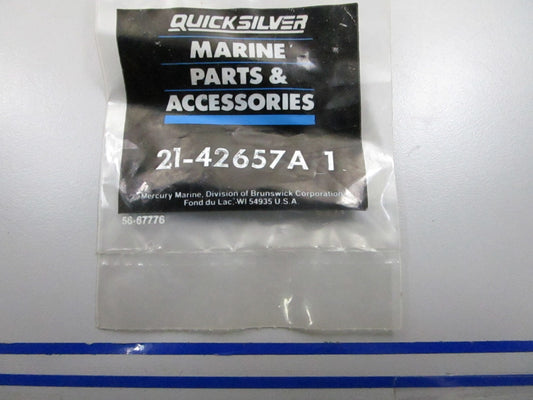 QUICKSILVER
MARINE
PARTS &
ACCESSORIES
21-42657A 1
Mercury Marine, Division of Brunswick Corporation
Fond du Lac, WI 54935 U.S.A.
56-67776